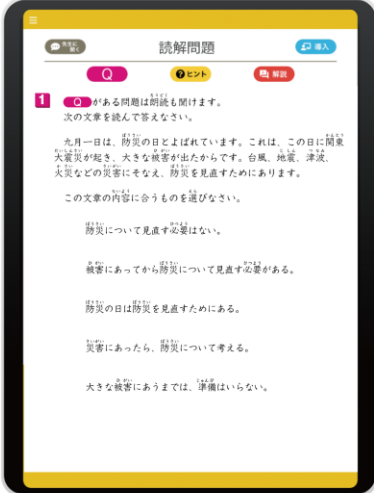 先生に
聞く
読解問題
導入
Q
ヒント
解説
1 Q がある問題は朗読も聞けます。
次の文章を読んで答えなさい。
九月一日は、防災の日とよばれています。これは、この日に関東
大震災が起き、大きな被害が出たからです。台風、地震、津波、
火災などの災害にそなえ、防災を見直すためにあります。
この文章の内容に合うものを選びなさい。
防災について見直す必要はない。
被害にあってから防災について見直す必要がある。
防災の日は防災を見直すためにある。
災害にあったら、防災について考える。
大きな被害にあうまでは、準備はいらない。